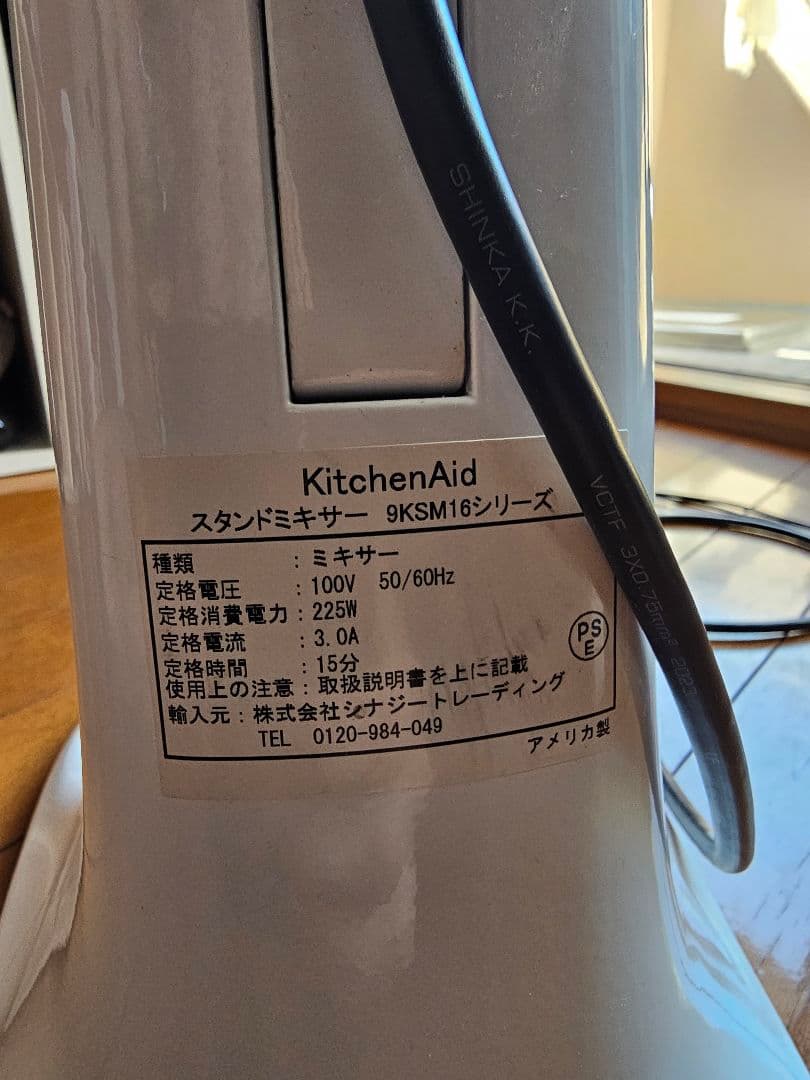 SHINKA K.K.
VCTF 3X0.75mm² 2023
KitchenAid
スタンドミキサー 9KSM16シリーズ
種類 : ミキサー
定格電圧 : 100V 50/60Hz
定格消費電力 : 225W
定格電流 : 3.0A
定格時間 : 15分
使用上の注意 : 取扱説明書を上に記載
輸入元 : 株式会社シナジートレーディング
TEL 0120-984-049
PS
E
アメリカ製